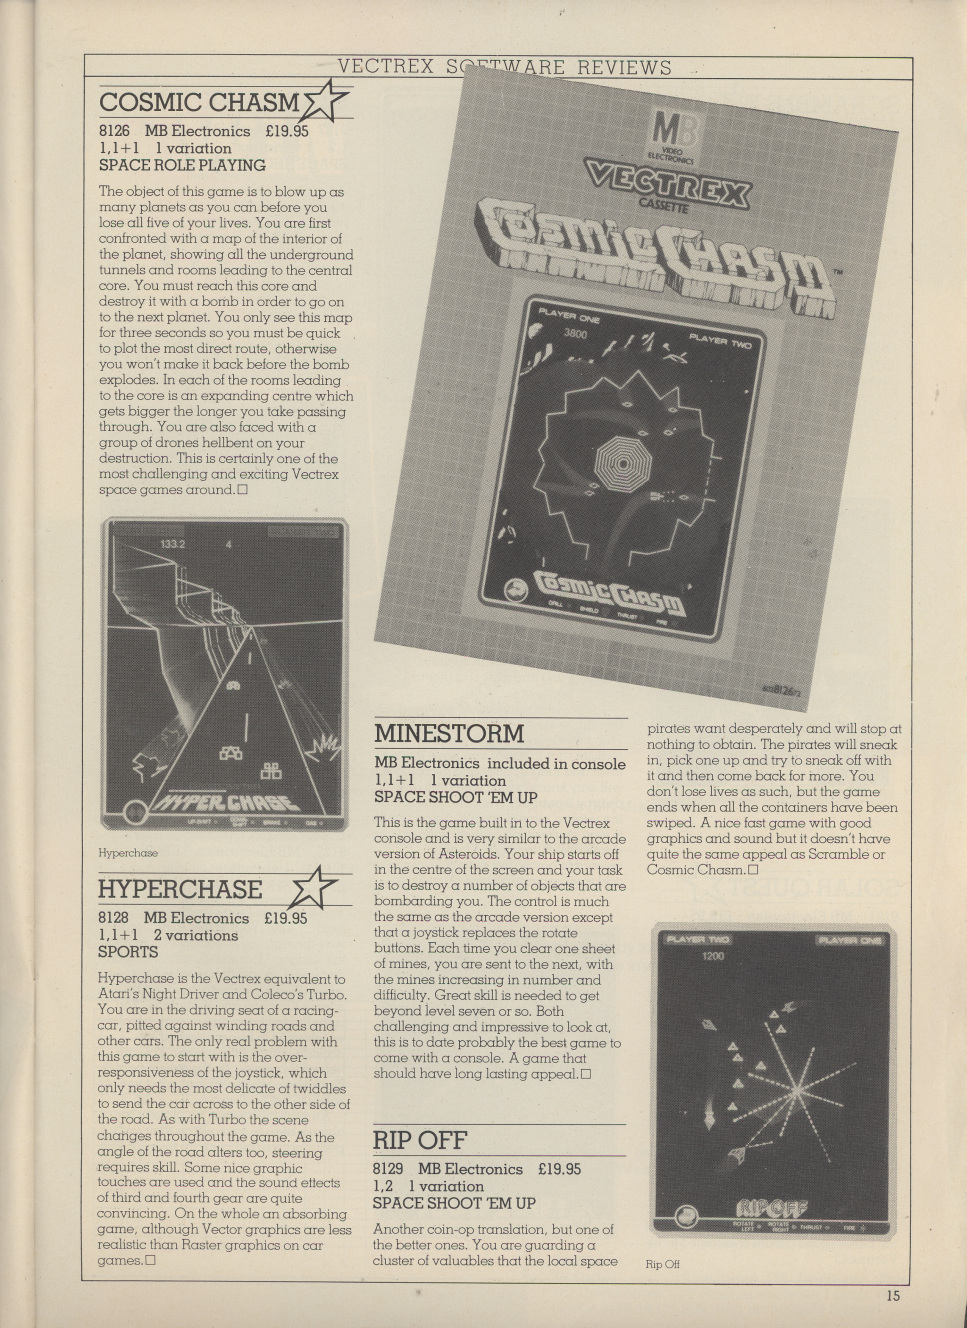 VECTREX SOFTWARE REVIEWS
COSMIC CHASM
8126 MB Electronics £19.95
1,1+1 1 variation
SPACE ROLE PLAYING
The object of this game is to blow up as
many planets as you can before you
lose all five of your lives. You are first
confronted with a map of the interior of
the planet, showing all the underground
tunnels and rooms leading to the central
core. You must reach this core and
destroy it with a bomb in order to go on
to the next planet. You only see this map
for three seconds so you must be quick
to plot the most direct route, otherwise
you won't make it back before the bomb
explodes. In each of the rooms leading
to the core is an expanding centre which
gets bigger the longer you take passing
through. You are also faced with a
group of drones hellbent on your
destruction. This is certainly one of the
most challenging and exciting Vectrex
space games around.□
133.2 4
HYPER CHASE
UP-SHIFT DOWN-SHIFT BRAKE GAS
Hyperchase
HYPERCHASE
8128 MB Electronics £19.95
1,1+1 2 variations
SPORTS
Hyperchase is the Vectrex equivalent to
Atari's Night Driver and Coleco's Turbo.
You are in the driving seat of a racing-
car, pitted against winding roads and
other cars. The only real problem with
this game to start with is the over-
responsiveness of the joystick, which
only needs the most delicate of twiddles
to send the car across to the other side of
the road. As with Turbo the scene
changes throughout the game. As the
angle of the road alters too, steering
requires skill. Some nice graphic
touches are used and the sound effects
of third and fourth gear are quite
convincing. On the whole an absorbing
game, although Vector graphics are less
realistic than Raster graphics on car
games.□
MB
VIDEO
ELECTRONICS
VECTREX
CASSETTE
COSMIC CHASM™
PLAYER ONE
3800
PLAYER TWO
COSMIC CHASM
DRILL SHIELD THRUST FIRE
MINESTORM
MB Electronics included in console
1,1+1 1 variation
SPACE SHOOT 'EM UP
This is the game built in to the Vectrex
console and is very similar to the arcade
version of Asteroids. Your ship starts off
in the centre of the screen and your task
is to destroy a number of objects that are
bombarding you. The control is much
the same as the arcade version except
that a joystick replaces the rotate
buttons. Each time you clear one sheet
of mines, you are sent to the next, with
the mines increasing in number and
difficulty. Great skill is needed to get
beyond level seven or so. Both
challenging and impressive to look at,
this is to date probably the best game to
come with a console. A game that
should have long lasting appeal.□
RIP OFF
8129 MB Electronics £19.95
1,2 1 variation
SPACE SHOOT 'EM UP
Another coin-op translation, but one of
the better ones. You are guarding a
cluster of valuables that the local space
pirates want desperately and will stop at
nothing to obtain. The pirates will sneak
in, pick one up and try to sneak off with
it and then come back for more. You
don't lose lives as such, but the game
ends when all the containers have been
swiped. A nice fast game with good
graphics and sound but it doesn't have
quite the same appeal as Scramble or
Cosmic Chasm.□
PLAYER TWO PLAYER ONE
1200
RIP OFF
ROTATE LEFT ROTATE RIGHT THRUST FIRE
Rip Off
15